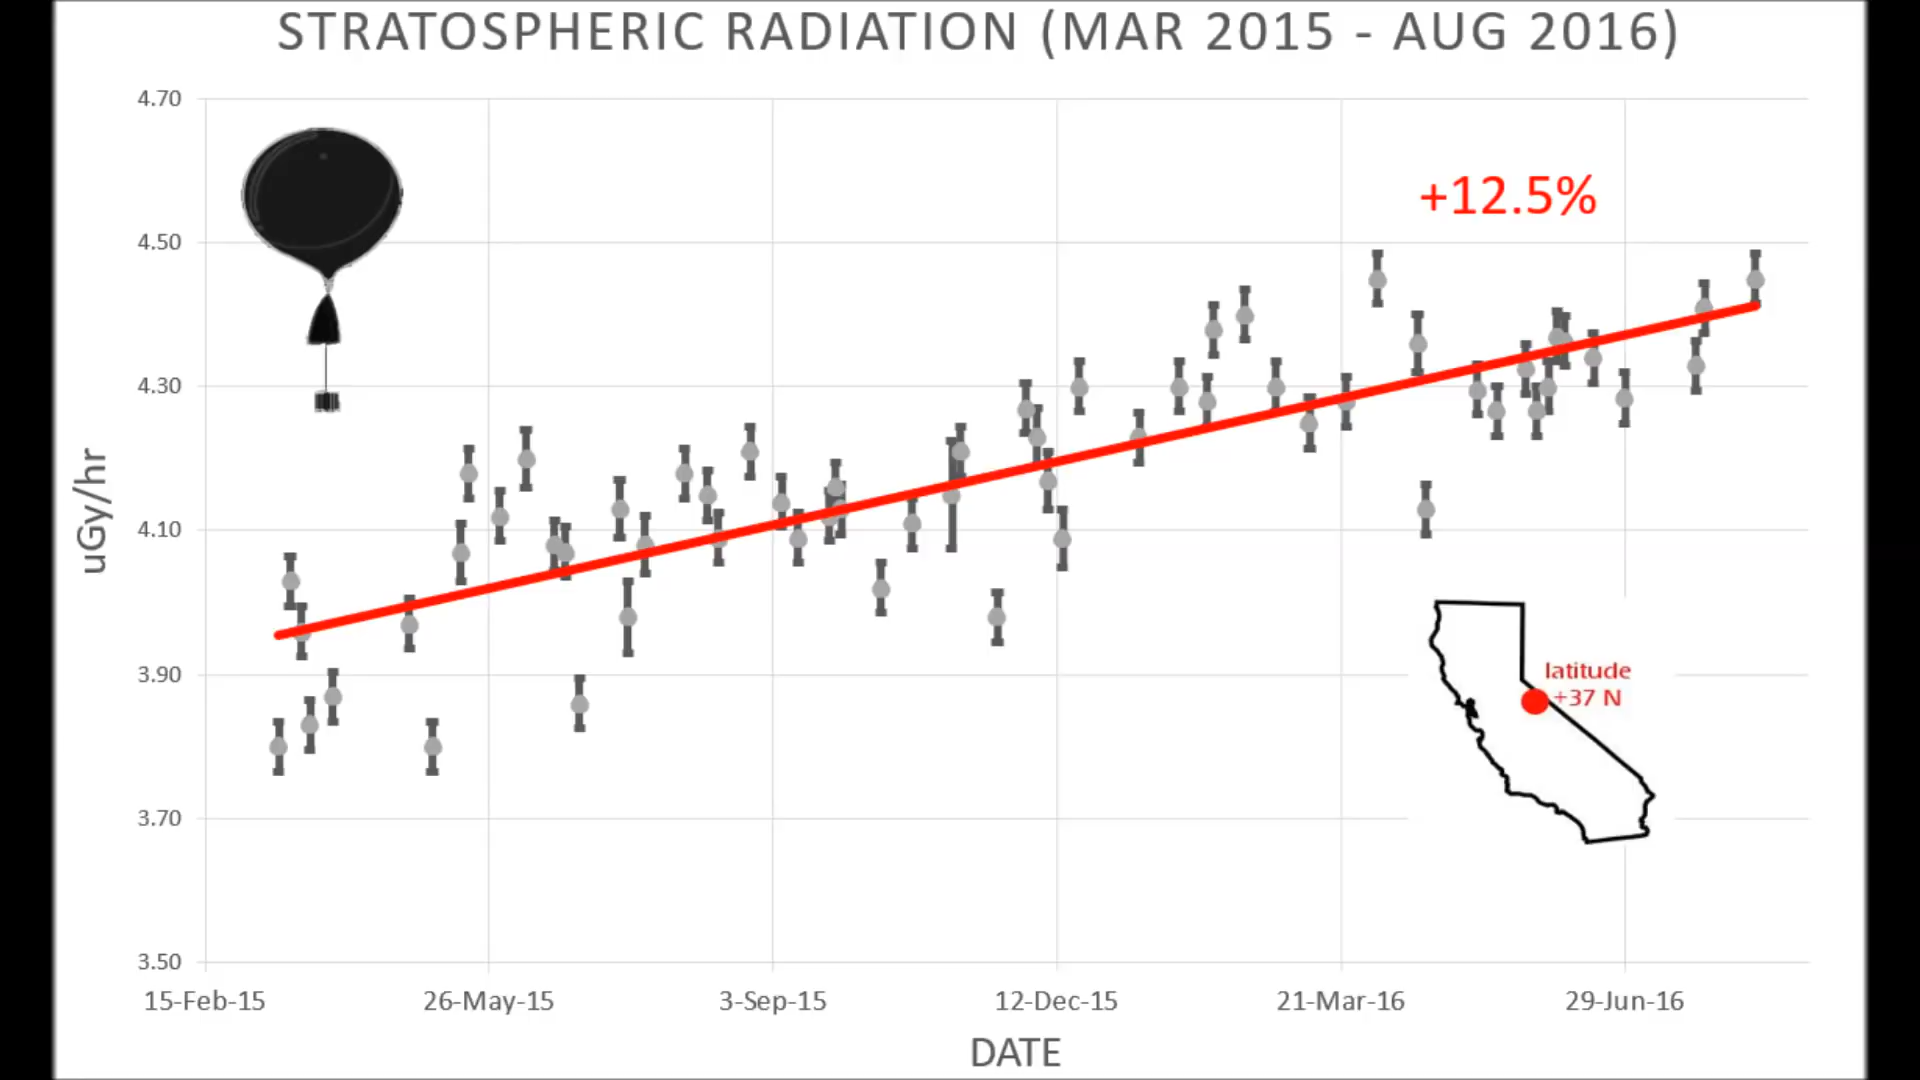 STRATOSPHERIC RADIATION (MAR 2015 - AUG 2016)
4.70
+12.5%
4.50
4.30
4.10
uGy/hr
3.90
latitude
+37 N
3.70
3.50
15-Feb-15 26-May-15 3-Sep-15 12-Dec-15 21-Mar-16 29-Jun-16
DATE